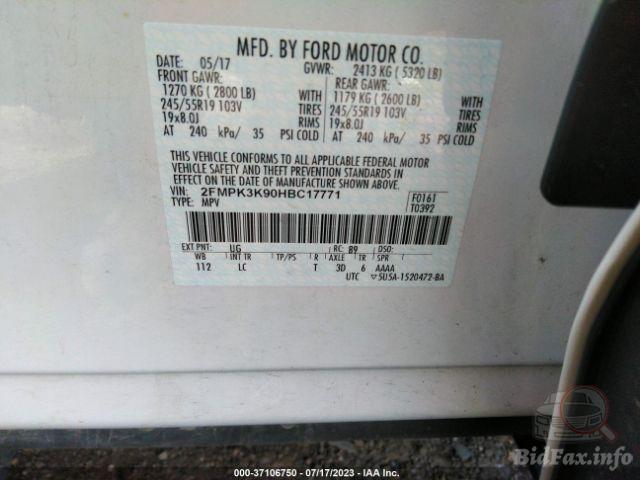 MFD. BY FORD MOTOR CO.
DATE: 05/17 GVWR: 2413 KG ( 5320 LB)
FRONT GAWR: REAR GAWR:
1270 KG ( 2800 LB) WITH 1179 KG ( 2600 LB) WITH
245/55R19 103V TIRES 245/55R19 103V TIRES
19x8.0J RIMS 19x8.0J RIMS
AT 240 kPa/ 35 PSI COLD AT 240 kPa/ 35 PSI COLD
THIS VEHICLE CONFORMS TO ALL APPLICABLE FEDERAL MOTOR
VEHICLE SAFETY AND THEFT PREVENTION STANDARDS IN
EFFECT ON THE DATE OF MANUFACTURE SHOWN ABOVE.
VIN: 2FMPK3K90HBC17771 F0161
TYPE: MPV T0392
EXT PNT: UG RC: 89 DSO:
WB INT TR TP/PS R AXLE TR SPR
112 LC T 3D 6 AAAA
UTC ▽5U5A-1520472-BA
BidFax.info
000-37106750 / 07/17/2023 - IAA Inc.